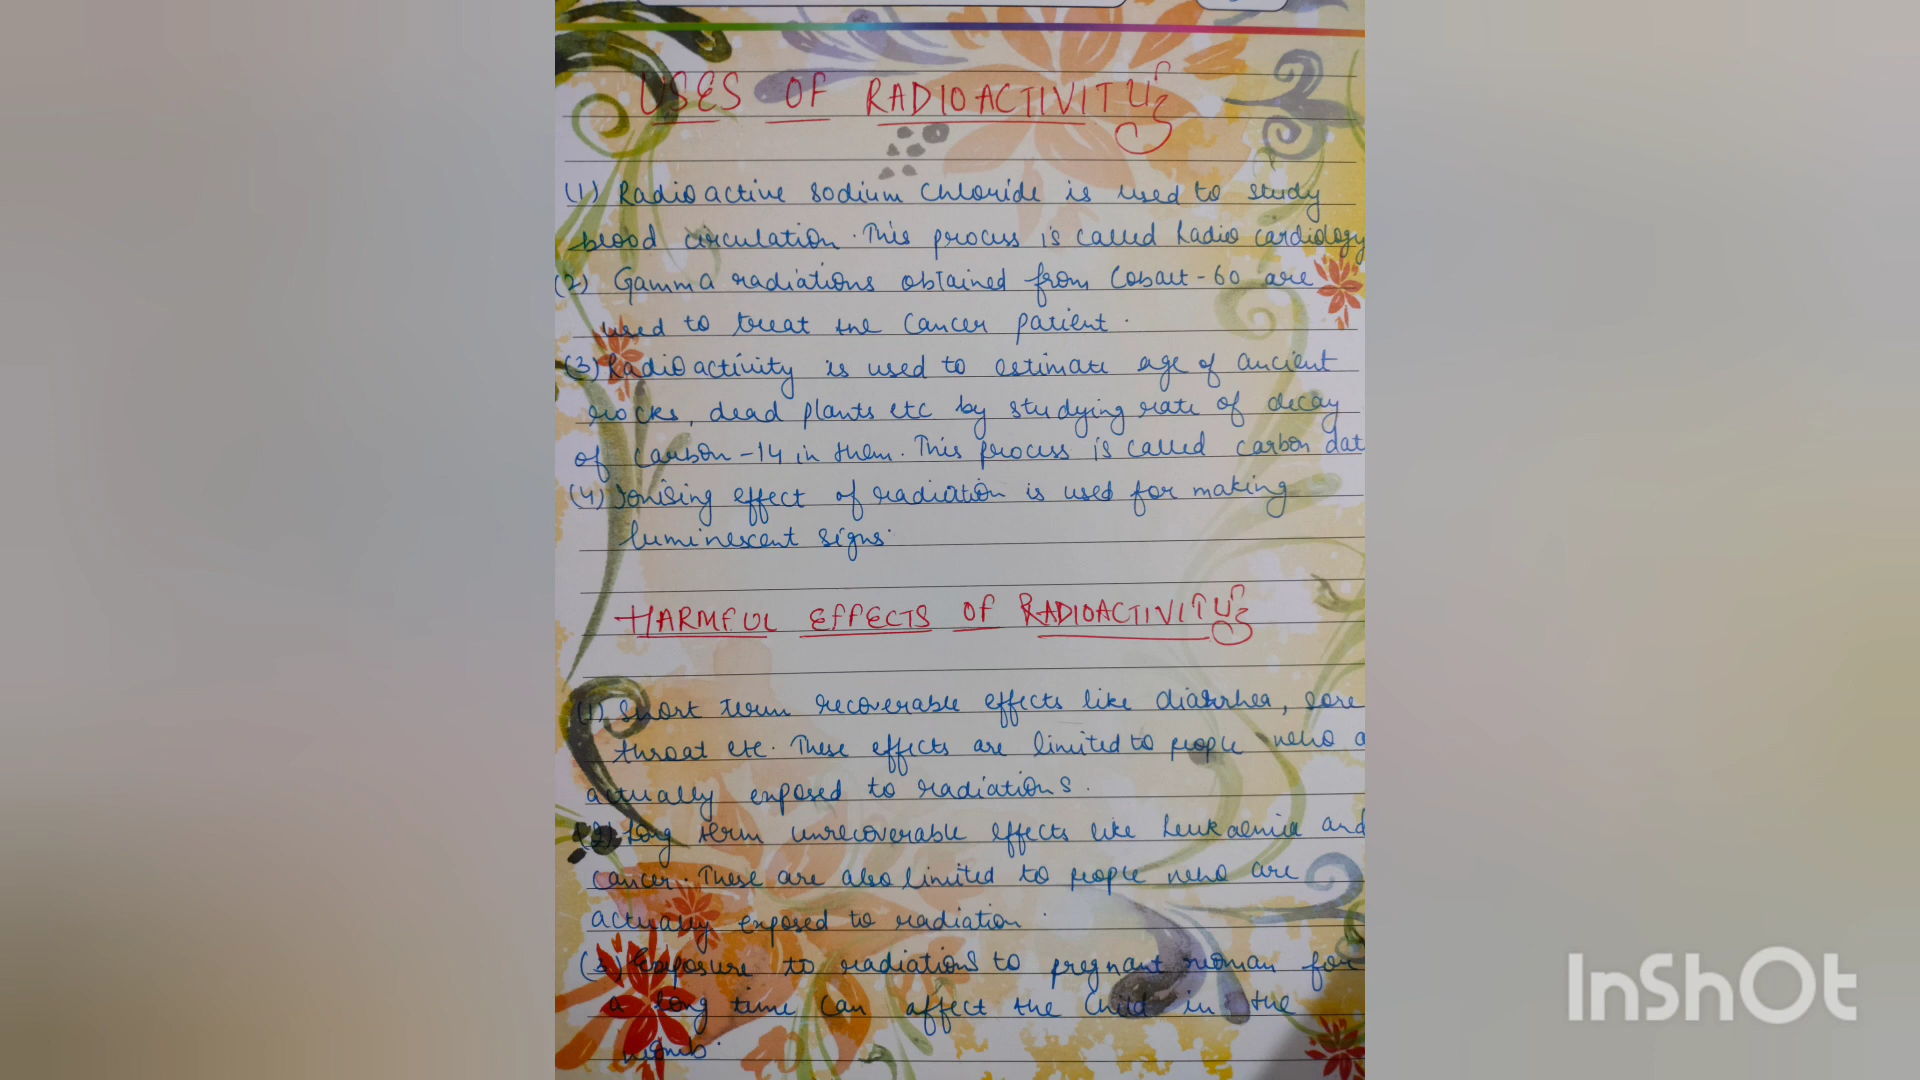 USES OF RADIOACTIVITY
(1) Radioactive sodium chloride is used to study
blood circulation. This process is called Radio cardiology
(2) Gamma radiations obtained from Cobalt-60 are
used to treat the cancer patient.
(3) Radioactivity is used to estimate age of ancient
rocks, dead plants etc by studying rate of decay
of Carbon-14 in them. This process is called carbon dat
(4) Ionising effect of radiation is used for making
luminescent signs.
HARMFUL EFFECTS OF RADIOACTIVITY
(1) Short term recoverable effects like diarrhea, sore
throat etc. These effects are limited to people who a
actually exposed to radiations.
(2) Long term unrecoverable effects like Leukaemia and
cancer. These are also limited to people who are
actually exposed to radiation.
(3) Exposure to radiations to pregnant woman for
a long time can affect the child in the
womb.
InShOt